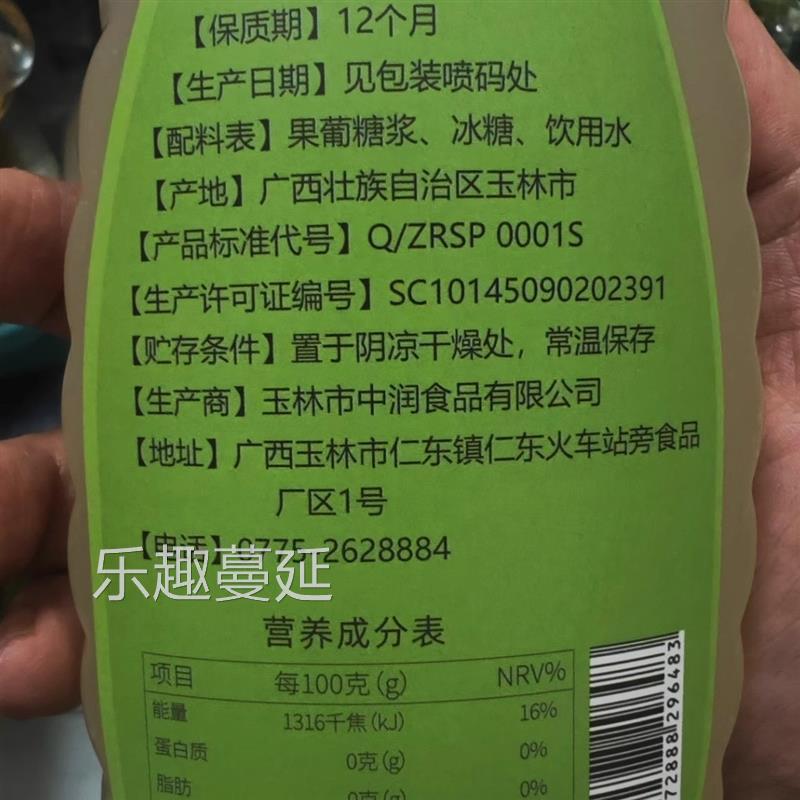 【保质期】12个月
【生产日期】见包装喷码处
【配料表】果葡糖浆、冰糖、饮用水
【产地】广西壮族自治区玉林市
【产品标准代号】Q/ZRSP 0001S
【生产许可证编号】SC10145090202391
【贮存条件】置于阴凉干燥处，常温保存
【生产商】玉林市中润食品有限公司
【地址】广西玉林市仁东镇仁东火车站旁食品
厂区1号
【电话】0775-2628884
乐趣蔓延
营养成分表
项目 每100克(g) NRV%
能量 1316千焦(kJ) 16%
蛋白质 0克(g) 0%
脂肪 0克(g) 0%
72888296483